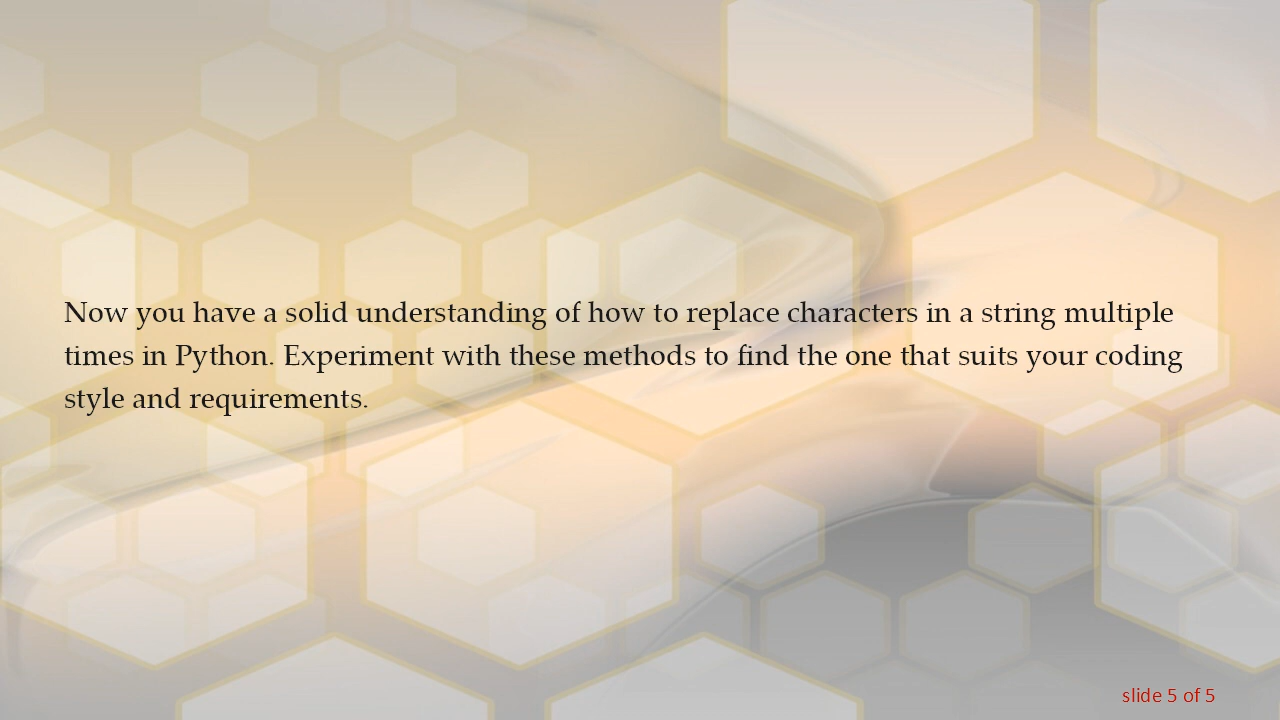 Now you have a solid understanding of how to replace characters in a string multiple
times in Python. Experiment with these methods to find the one that suits your coding
style and requirements.
slide 5 of 5